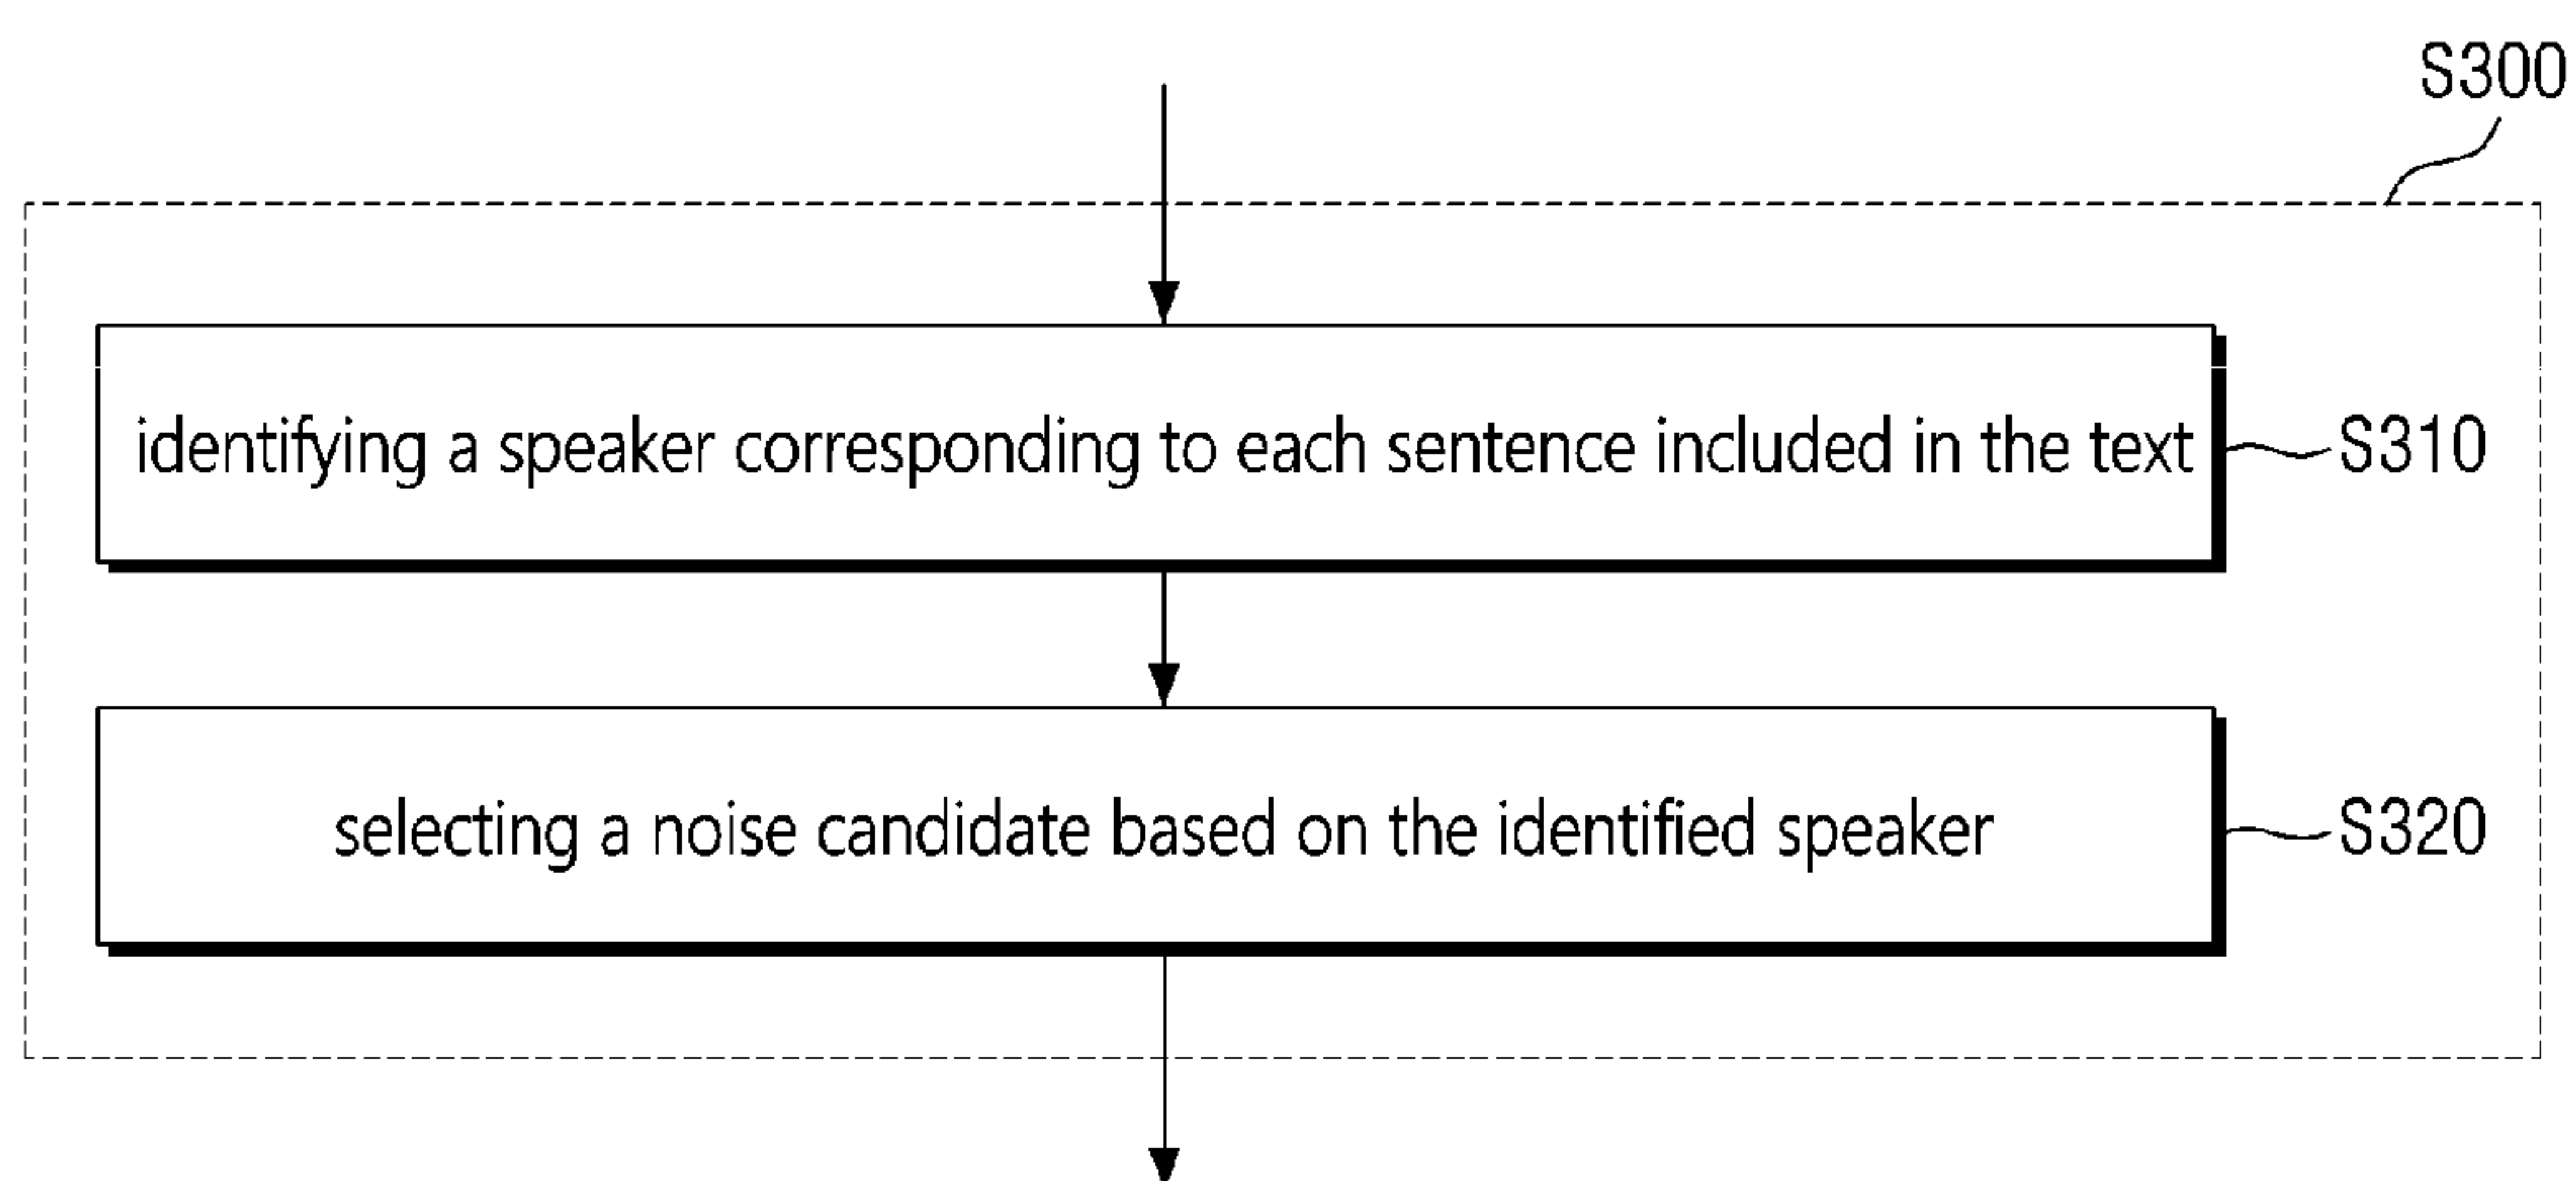 S300
identifying a speaker corresponding to each sentence included in the text
S310
selecting a noise candidate based on the identified speaker
S320